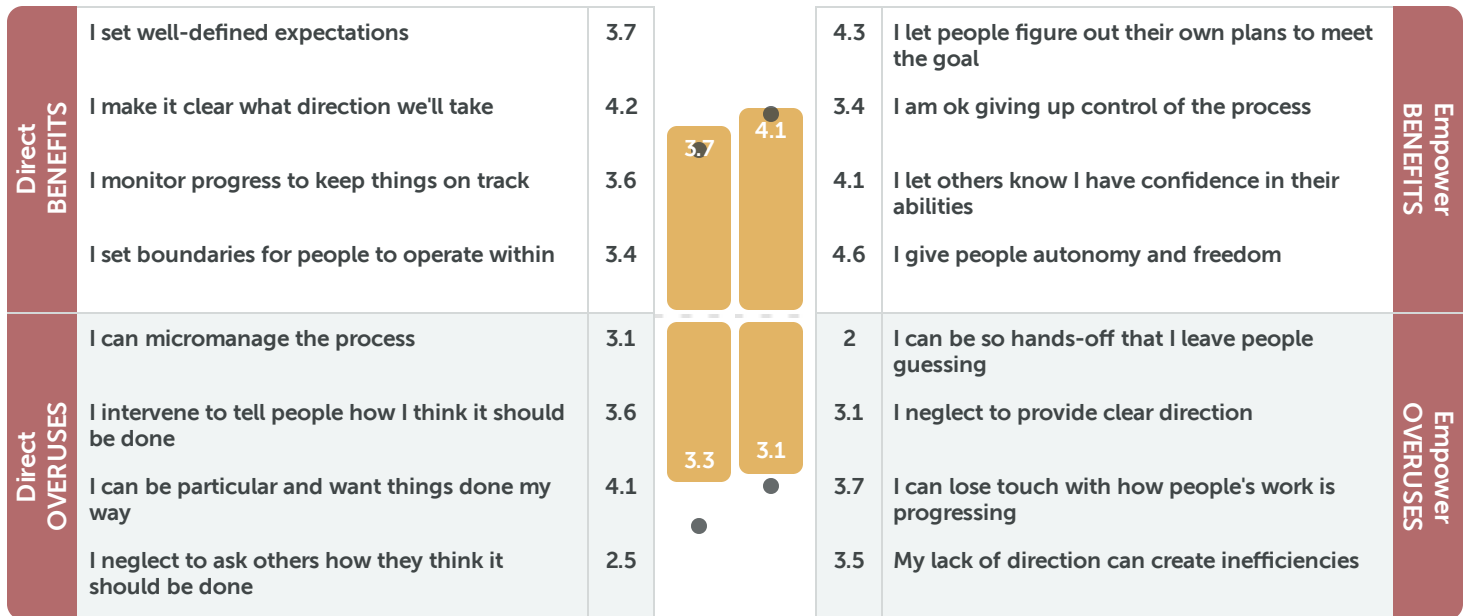 Direct
BENEFITS
I set well-defined expectations 3.7
I make it clear what direction we'll take 4.2
I monitor progress to keep things on track 3.6
I set boundaries for people to operate within 3.4
3.7
4.1
4.3 I let people figure out their own plans to meet
the goal
3.4 I am ok giving up control of the process
4.1 I let others know I have confidence in their
abilities
4.6 I give people autonomy and freedom
Empower
BENEFITS
Direct
OVERUSES
I can micromanage the process 3.1
I intervene to tell people how I think it should 3.6
be done
I can be particular and want things done my 4.1
way
I neglect to ask others how they think it 2.5
should be done
3.3
3.1
2 I can be so hands-off that I leave people
guessing
3.1 I neglect to provide clear direction
3.7 I can lose touch with how people's work is
progressing
3.5 My lack of direction can create inefficiencies
Empower
OVERUSES